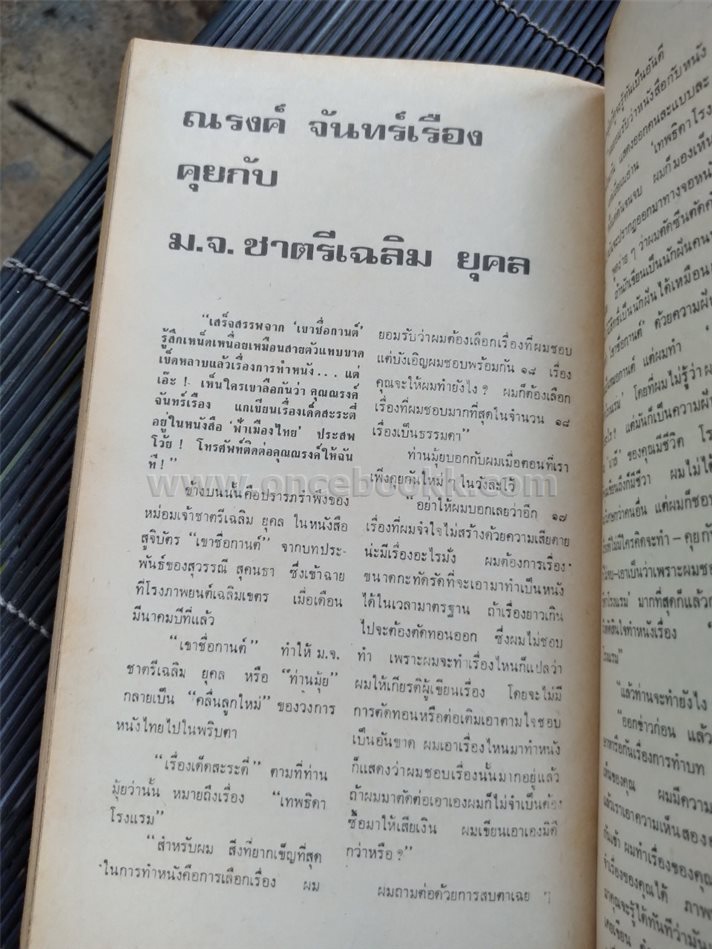 ณรงค์ จันทร์เรือง
คุยกับ
ม.จ. ชาตรีเฉลิม ยุคล
"เสร็จสรรพจาก 'เขาชื่อกานต์'
รู้สึกเหน็ดเหนื่อยเหมือนสายตัวแทบขาด
เข็ดหลาบแล้วเรื่องการทำหนัง... แต่
เอ๊ะ! เห็นใครเขาลือกันว่า คุณณรงค์
จันทร์เรือง แกเขียนเรื่องเด็ดสะระตี่
อยู่ในหนังสือ 'ฟ้าเมืองไทย' ประสพ
โว้ย! โทรศัพท์ติดต่อคุณณรงค์ให้ฉัน
ที!"
ข้างบนนั้นคือปรารภรำพึงของ
หม่อมเจ้าชาตรีเฉลิม ยุคล ในหนังสือ
สูจิบัตร "เขาชื่อกานต์" จากบทประ-
พันธ์ของสุวรรณี สุคนธา ซึ่งเข้าฉาย
ที่โรงภาพยนต์เฉลิมเขตร เมื่อเดือน
มีนาคมปีที่แล้ว
"เขาชื่อกานต์" ทำให้ ม.จ.
ชาตรีเฉลิม ยุคล หรือ "ท่านมุ้ย"
กลายเป็น "คลื่นลูกใหม่" ของวงการ
หนังไทยไปในพริบตา
"เรื่องเด็ดสะระตี่" ตามที่ท่าน
มุ้ยว่านั้น หมายถึงเรื่อง "เทพธิดา
โรงแรม"
"สำหรับผม สิ่งที่ยากเข็ญที่สุด
ในการทำหนังคือการเลือกเรื่อง ผม
ยอมรับว่าผมต้องเลือกเรื่องที่ผมชอบ
แต่บังเอิญผมชอบพร้อมกัน ๑๘ เรื่อง
คุณจะให้ผมทำยังไง? ผมก็ต้องเลือก
เรื่องที่ผมชอบมากที่สุดในจำนวน ๑๘
เรื่องเป็นธรรมดา"
ท่านมุ้ยบอกกับผมเมื่อตอนที่เรา
เพิ่งคุยกันใหม่ ๆ ในวังละโว้
"อย่าให้ผมบอกเลยว่าอีก ๑๗
เรื่องที่ผมจำใจไม่สร้างด้วยความเสียดาย
น่ะมีเรื่องอะไรมั่ง ผมต้องการเรื่อง
ขนาดกะทัดรัดที่จะเอามาทำเป็นหนัง
ได้ในเวลามาตรฐาน ถ้าเรื่องยาวเกิน
ไปจะต้องตัดทอนออก ซึ่งผมไม่ชอบ
ทำ เพราะผมจะทำเรื่องไหนก็แปลว่า
ผมให้เกียรติผู้เขียนเรื่อง โดยจะไม่มี
การตัดทอนหรือต่อเติมเอาตามใจชอบ
เป็นอันขาด ผมเอาเรื่องไหนมาทำหนัง
ก็แสดงว่าผมชอบเรื่องนั้นมากอยู่แล้ว
ถ้าผมมาตัดต่อเอาเองผมก็ไม่จำเป็นต้อง
ซื้อมาให้เสียเงิน ผมเขียนเอาเองมิดี
กว่าหรือ?"
ผมถามต่อด้วยการสบตาเฉย ๆ
www.oncebookk.com
"แล้วท่านจะทำยังไง
"ออกข่าวก่อน แล้ว